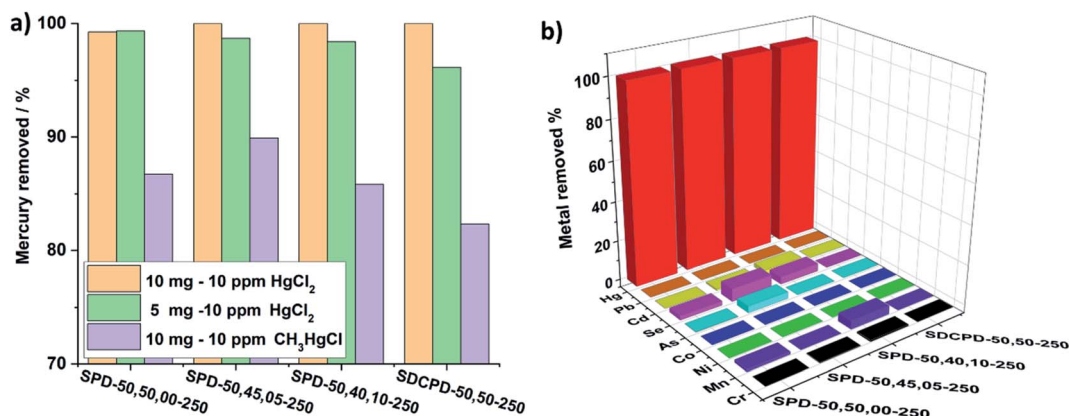 a)
Mercury removed / %
100
90
80
70
10 mg - 10 ppm HgCl₂
5 mg -10 ppm HgCl₂
10 mg - 10 ppm CH₃HgCl
SPD-50,50,00-250
SPD-50,45,05-250
SPD-50,40,10-250
SDCPD-50,50-250
b)
Metal removed %
100
80
60
40
20
0
Hg
Pb
Cd
Se
As
Co
Ni
Mn
Cr
SDCPD-50,50-250
SPD-50,40,10-250
SPD-50,45,05-250
SPD-50,50,00-250